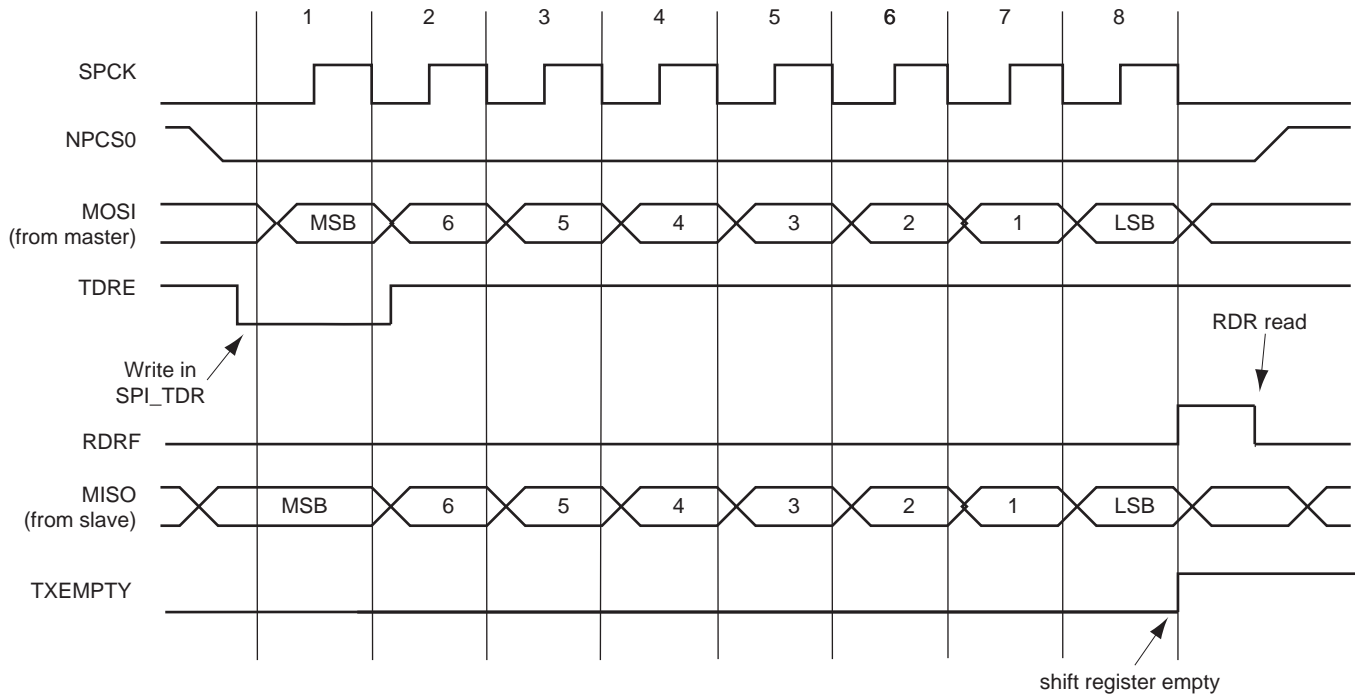 1 2 3 4 5 6 7 8
SPCK
NPCS0
MOSI
(from master)
MSB 6 5 4 3 2 1 LSB
TDRE
RDR read
Write in
SPI_TDR
RDRF
MISO
(from slave)
MSB 6 5 4 3 2 1 LSB
TXEMPTY
shift register empty